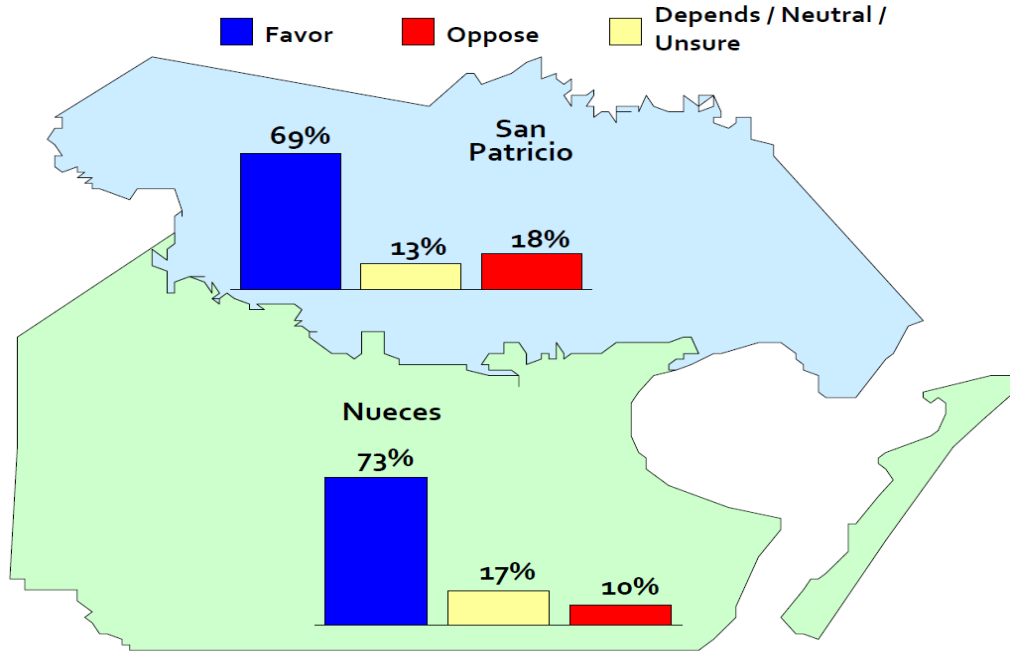 Favor
Oppose
Depends / Neutral /
Unsure
San
Patricio
69%
13%
18%
Nueces
73%
17%
10%